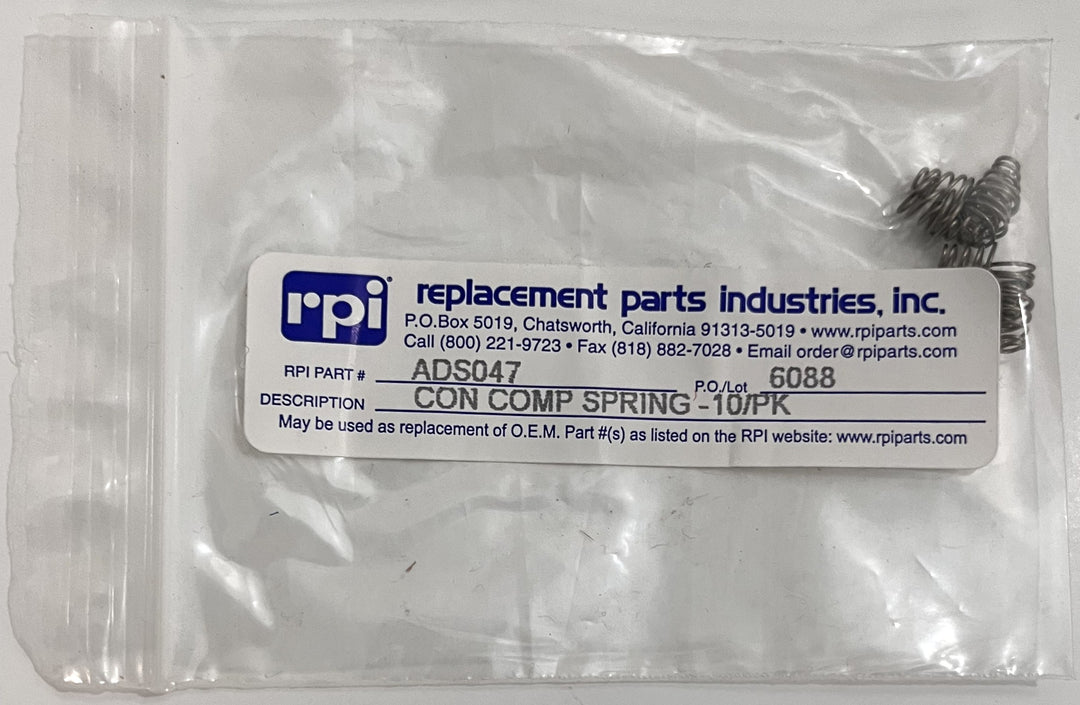 rpi®
replacement parts industries, inc.
P.O.Box 5019, Chatsworth, California 91313-5019 • www.rpiparts.com
Call (800) 221-9723 • Fax (818) 882-7028 • Email order@rpiparts.com
RPI PART # ADS047 P.O./Lot 6088
DESCRIPTION CON COMP SPRING -10/PK
May be used as replacement of O.E.M. Part #(s) as listed on the RPI website: www.rpiparts.com